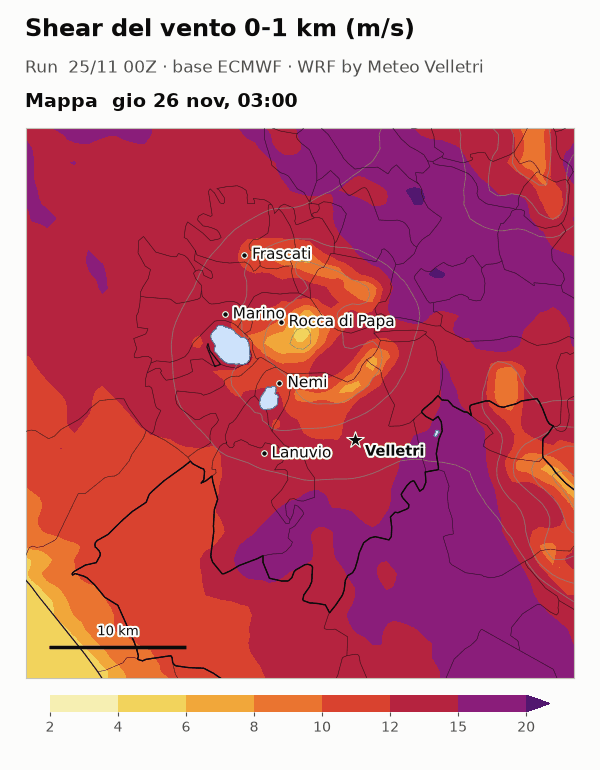 Shear del vento 0-1 km (m/s)
Run  25/11 00Z · base ECMWF · WRF by Meteo Velletri
Mappa  gio 26 nov, 03:00
Frascati
Marino
Rocca di Papa
Nemi
Velletri
Lanuvio
10 km
2 4 6 8 10 12 15 20